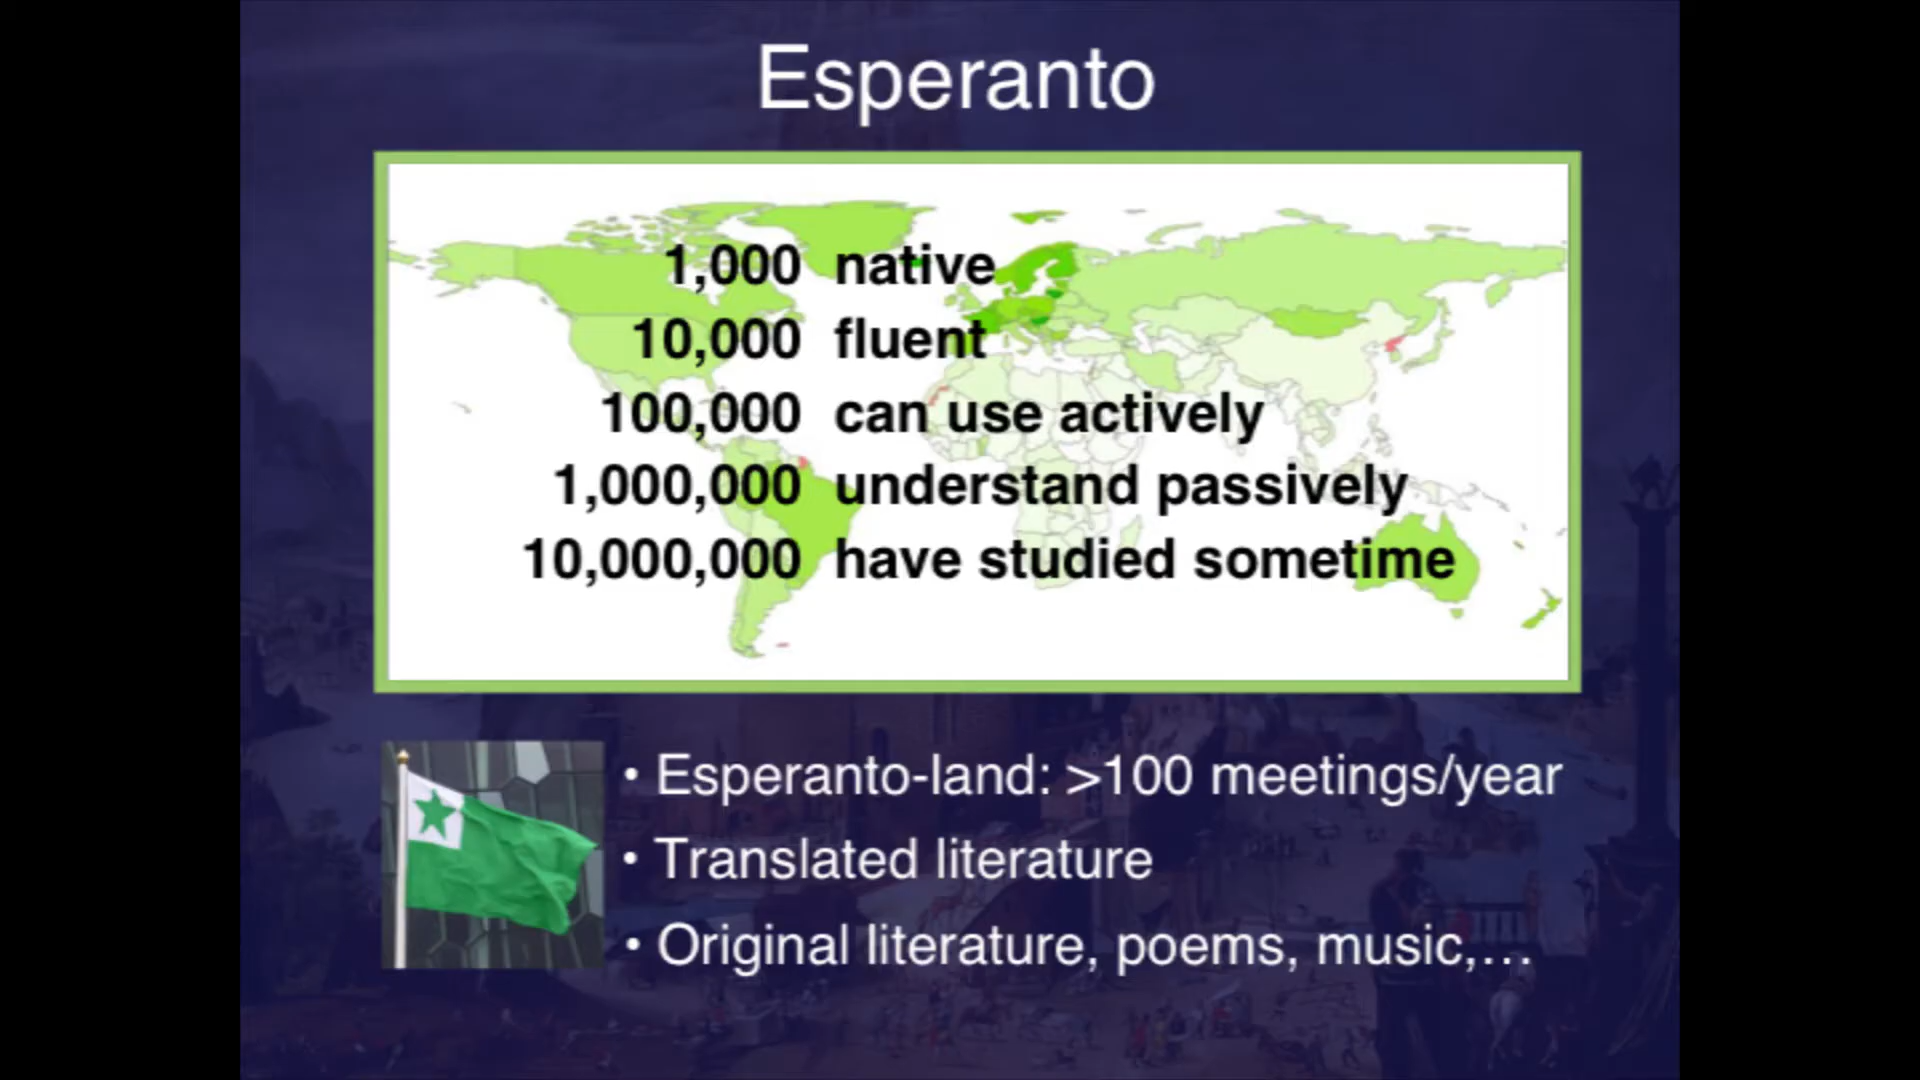 Esperanto
1,000 native
10,000 fluent
100,000 can use actively
1,000,000 understand passively
10,000,000 have studied sometime
• Esperanto-land: >100 meetings/year
• Translated literature
• Original literature, poems, music,…